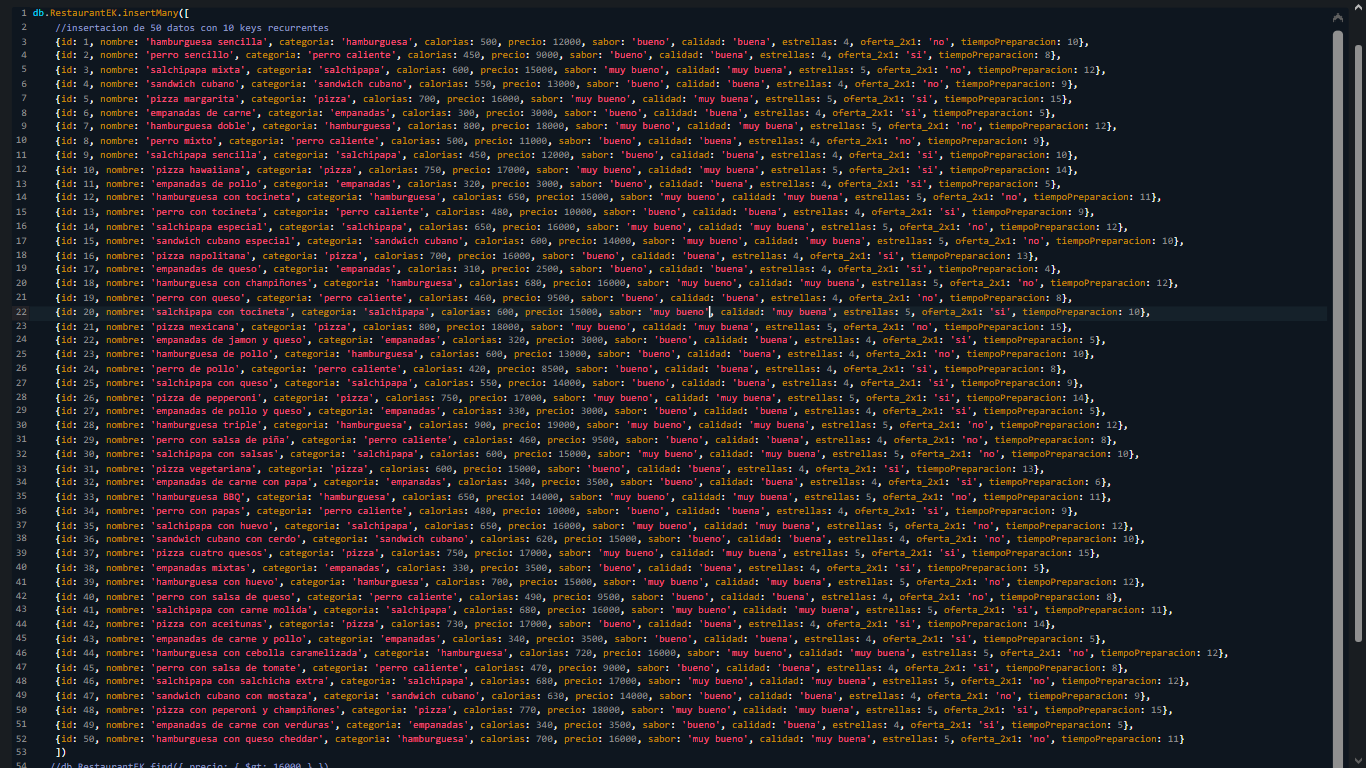 1 db.RestaurantEK.insertMany([
2 //insertacion de 50 datos con 10 keys recurrentes
3 {id: 1, nombre: 'hamburguesa sencilla', categoria: 'hamburguesa', calorias: 500, precio: 12000, sabor: 'bueno', calidad: 'buena', estrellas: 4, oferta_2x1: 'no', tiempoPreparacion: 10},
4 {id: 2, nombre: 'perro sencillo', categoria: 'perro caliente', calorias: 450, precio: 9000, sabor: 'bueno', calidad: 'buena', estrellas: 4, oferta_2x1: 'si', tiempoPreparacion: 8},
5 {id: 3, nombre: 'salchipapa mixta', categoria: 'salchipapa', calorias: 600, precio: 15000, sabor: 'muy bueno', calidad: 'muy buena', estrellas: 5, oferta_2x1: 'no', tiempoPreparacion: 12},
6 {id: 4, nombre: 'sandwich cubano', categoria: 'sandwich cubano', calorias: 550, precio: 13000, sabor: 'bueno', calidad: 'buena', estrellas: 4, oferta_2x1: 'no', tiempoPreparacion: 9},
7 {id: 5, nombre: 'pizza margarita', categoria: 'pizza', calorias: 700, precio: 16000, sabor: 'muy bueno', calidad: 'muy buena', estrellas: 5, oferta_2x1: 'si', tiempoPreparacion: 15},
8 {id: 6, nombre: 'empanadas de carne', categoria: 'empanadas', calorias: 300, precio: 3000, sabor: 'bueno', calidad: 'buena', estrellas: 4, oferta_2x1: 'si', tiempoPreparacion: 5},
9 {id: 7, nombre: 'hamburguesa doble', categoria: 'hamburguesa', calorias: 800, precio: 18000, sabor: 'muy bueno', calidad: 'muy buena', estrellas: 5, oferta_2x1: 'no', tiempoPreparacion: 12},
10 {id: 8, nombre: 'perro mixto', categoria: 'perro caliente', calorias: 500, precio: 11000, sabor: 'bueno', calidad: 'buena', estrellas: 4, oferta_2x1: 'no', tiempoPreparacion: 9},
11 {id: 9, nombre: 'salchipapa sencilla', categoria: 'salchipapa', calorias: 450, precio: 12000, sabor: 'bueno', calidad: 'buena', estrellas: 4, oferta_2x1: 'si', tiempoPreparacion: 10},
12 {id: 10, nombre: 'pizza hawaiiana', categoria: 'pizza', calorias: 750, precio: 17000, sabor: 'muy bueno', calidad: 'muy buena', estrellas: 5, oferta_2x1: 'si', tiempoPreparacion: 14},
13 {id: 11, nombre: 'empanadas de pollo', categoria: 'empanadas', calorias: 320, precio: 3000, sabor: 'bueno', calidad: 'buena', estrellas: 4, oferta_2x1: 'si', tiempoPreparacion: 5},
14 {id: 12, nombre: 'hamburguesa con tocineta', categoria: 'hamburguesa', calorias: 650, precio: 15000, sabor: 'muy bueno', calidad: 'muy buena', estrellas: 5, oferta_2x1: 'no', tiempoPreparacion: 11},
15 {id: 13, nombre: 'perro con tocineta', categoria: 'perro caliente', calorias: 480, precio: 10000, sabor: 'bueno', calidad: 'buena', estrellas: 4, oferta_2x1: 'si', tiempoPreparacion: 9},
16 {id: 14, nombre: 'salchipapa especial', categoria: 'salchipapa', calorias: 650, precio: 16000, sabor: 'muy bueno', calidad: 'muy buena', estrellas: 5, oferta_2x1: 'no', tiempoPreparacion: 12},
17 {id: 15, nombre: 'sandwich cubano especial', categoria: 'sandwich cubano', calorias: 600, precio: 14000, sabor: 'muy bueno', calidad: 'muy buena', estrellas: 5, oferta_2x1: 'no', tiempoPreparacion: 10},
18 {id: 16, nombre: 'pizza napolitana', categoria: 'pizza', calorias: 700, precio: 16000, sabor: 'bueno', calidad: 'buena', estrellas: 4, oferta_2x1: 'si', tiempoPreparacion: 13},
19 {id: 17, nombre: 'empanadas de queso', categoria: 'empanadas', calorias: 310, precio: 2500, sabor: 'bueno', calidad: 'buena', estrellas: 4, oferta_2x1: 'si', tiempoPreparacion: 4},
20 {id: 18, nombre: 'hamburguesa con champiñones', categoria: 'hamburguesa', calorias: 680, precio: 16000, sabor: 'muy bueno', calidad: 'muy buena', estrellas: 5, oferta_2x1: 'no', tiempoPreparacion: 12},
21 {id: 19, nombre: 'perro con queso', categoria: 'perro caliente', calorias: 460, precio: 9500, sabor: 'bueno', calidad: 'buena', estrellas: 4, oferta_2x1: 'no', tiempoPreparacion: 8},
22 {id: 20, nombre: 'salchipapa con tocineta', categoria: 'salchipapa', calorias: 600, precio: 15000, sabor: 'muy bueno', calidad: 'muy buena', estrellas: 5, oferta_2x1: 'si', tiempoPreparacion: 10},
23 {id: 21, nombre: 'pizza mexicana', categoria: 'pizza', calorias: 800, precio: 18000, sabor: 'muy bueno', calidad: 'muy buena', estrellas: 5, oferta_2x1: 'no', tiempoPreparacion: 15},
24 {id: 22, nombre: 'empanadas de jamon y queso', categoria: 'empanadas', calorias: 320, precio: 3000, sabor: 'bueno', calidad: 'buena', estrellas: 4, oferta_2x1: 'si', tiempoPreparacion: 5},
25 {id: 23, nombre: 'hamburguesa de pollo', categoria: 'hamburguesa', calorias: 600, precio: 13000, sabor: 'bueno', calidad: 'buena', estrellas: 4, oferta_2x1: 'no', tiempoPreparacion: 10},
26 {id: 24, nombre: 'perro de pollo', categoria: 'perro caliente', calorias: 420, precio: 8500, sabor: 'bueno', calidad: 'buena', estrellas: 4, oferta_2x1: 'si', tiempoPreparacion: 8},
27 {id: 25, nombre: 'salchipapa con queso', categoria: 'salchipapa', calorias: 550, precio: 14000, sabor: 'bueno', calidad: 'buena', estrellas: 4, oferta_2x1: 'si', tiempoPreparacion: 9},
28 {id: 26, nombre: 'pizza de pepperoni', categoria: 'pizza', calorias: 750, precio: 17000, sabor: 'muy bueno', calidad: 'muy buena', estrellas: 5, oferta_2x1: 'si', tiempoPreparacion: 14},
29 {id: 27, nombre: 'empanadas de pollo y queso', categoria: 'empanadas', calorias: 330, precio: 3000, sabor: 'bueno', calidad: 'buena', estrellas: 4, oferta_2x1: 'si', tiempoPreparacion: 5},
30 {id: 28, nombre: 'hamburguesa triple', categoria: 'hamburguesa', calorias: 900, precio: 19000, sabor: 'muy bueno', calidad: 'muy buena', estrellas: 5, oferta_2x1: 'no', tiempoPreparacion: 12},
31 {id: 29, nombre: 'perro con salsa de piña', categoria: 'perro caliente', calorias: 460, precio: 9500, sabor: 'bueno', calidad: 'buena', estrellas: 4, oferta_2x1: 'no', tiempoPreparacion: 8},
32 {id: 30, nombre: 'salchipapa con salsas', categoria: 'salchipapa', calorias: 600, precio: 15000, sabor: 'muy bueno', calidad: 'muy buena', estrellas: 5, oferta_2x1: 'no', tiempoPreparacion: 10},
33 {id: 31, nombre: 'pizza vegetariana', categoria: 'pizza', calorias: 600, precio: 15000, sabor: 'bueno', calidad: 'buena', estrellas: 4, oferta_2x1: 'si', tiempoPreparacion: 13},
34 {id: 32, nombre: 'empanadas de carne con papa', categoria: 'empanadas', calorias: 340, precio: 3500, sabor: 'bueno', calidad: 'buena', estrellas: 4, oferta_2x1: 'si', tiempoPreparacion: 6},
35 {id: 33, nombre: 'hamburguesa BBQ', categoria: 'hamburguesa', calorias: 650, precio: 14000, sabor: 'muy bueno', calidad: 'muy buena', estrellas: 5, oferta_2x1: 'no', tiempoPreparacion: 11},
36 {id: 34, nombre: 'perro con papas', categoria: 'perro caliente', calorias: 480, precio: 10000, sabor: 'bueno', calidad: 'buena', estrellas: 4, oferta_2x1: 'si', tiempoPreparacion: 9},
37 {id: 35, nombre: 'salchipapa con huevo', categoria: 'salchipapa', calorias: 650, precio: 16000, sabor: 'muy bueno', calidad: 'muy buena', estrellas: 5, oferta_2x1: 'no', tiempoPreparacion: 12},
38 {id: 36, nombre: 'sandwich cubano con cerdo', categoria: 'sandwich cubano', calorias: 620, precio: 15000, sabor: 'bueno', calidad: 'buena', estrellas: 4, oferta_2x1: 'no', tiempoPreparacion: 10},
39 {id: 37, nombre: 'pizza cuatro quesos', categoria: 'pizza', calorias: 750, precio: 17000, sabor: 'muy bueno', calidad: 'muy buena', estrellas: 5, oferta_2x1: 'si', tiempoPreparacion: 15},
40 {id: 38, nombre: 'empanadas mixtas', categoria: 'empanadas', calorias: 330, precio: 3500, sabor: 'bueno', calidad: 'buena', estrellas: 4, oferta_2x1: 'si', tiempoPreparacion: 5},
41 {id: 39, nombre: 'hamburguesa con huevo', categoria: 'hamburguesa', calorias: 700, precio: 15000, sabor: 'muy bueno', calidad: 'muy buena', estrellas: 5, oferta_2x1: 'no', tiempoPreparacion: 12},
42 {id: 40, nombre: 'perro con salsa de queso', categoria: 'perro caliente', calorias: 490, precio: 9500, sabor: 'bueno', calidad: 'buena', estrellas: 4, oferta_2x1: 'no', tiempoPreparacion: 8},
43 {id: 41, nombre: 'salchipapa con carne molida', categoria: 'salchipapa', calorias: 680, precio: 16000, sabor: 'muy bueno', calidad: 'muy buena', estrellas: 5, oferta_2x1: 'si', tiempoPreparacion: 11},
44 {id: 42, nombre: 'pizza con aceitunas', categoria: 'pizza', calorias: 730, precio: 17000, sabor: 'bueno', calidad: 'buena', estrellas: 4, oferta_2x1: 'si', tiempoPreparacion: 14},
45 {id: 43, nombre: 'empanadas de carne y pollo', categoria: 'empanadas', calorias: 340, precio: 3500, sabor: 'bueno', calidad: 'buena', estrellas: 4, oferta_2x1: 'si', tiempoPreparacion: 5},
46 {id: 44, nombre: 'hamburguesa con cebolla caramelizada', categoria: 'hamburguesa', calorias: 720, precio: 16000, sabor: 'muy bueno', calidad: 'muy buena', estrellas: 5, oferta_2x1: 'no', tiempoPreparacion: 12},
47 {id: 45, nombre: 'perro con salsa de tomate', categoria: 'perro caliente', calorias: 470, precio: 9000, sabor: 'bueno', calidad: 'buena', estrellas: 4, oferta_2x1: 'si', tiempoPreparacion: 8},
48 {id: 46, nombre: 'salchipapa con salchicha extra', categoria: 'salchipapa', calorias: 680, precio: 17000, sabor: 'muy bueno', calidad: 'muy buena', estrellas: 5, oferta_2x1: 'no', tiempoPreparacion: 12},
49 {id: 47, nombre: 'sandwich cubano con mostaza', categoria: 'sandwich cubano', calorias: 630, precio: 14000, sabor: 'bueno', calidad: 'buena', estrellas: 4, oferta_2x1: 'no', tiempoPreparacion: 9},
50 {id: 48, nombre: 'pizza con peperoni y champiñones', categoria: 'pizza', calorias: 770, precio: 18000, sabor: 'muy bueno', calidad: 'muy buena', estrellas: 5, oferta_2x1: 'si', tiempoPreparacion: 15},
51 {id: 49, nombre: 'empanadas de carne con verduras', categoria: 'empanadas', calorias: 340, precio: 3500, sabor: 'bueno', calidad: 'buena', estrellas: 4, oferta_2x1: 'si', tiempoPreparacion: 5},
52 {id: 50, nombre: 'hamburguesa con queso cheddar', categoria: 'hamburguesa', calorias: 700, precio: 16000, sabor: 'muy bueno', calidad: 'muy buena', estrellas: 5, oferta_2x1: 'no', tiempoPreparacion: 11}
53 ])
54 //db.RestaurantEK.find({ precio: { $gt: 16000 } })